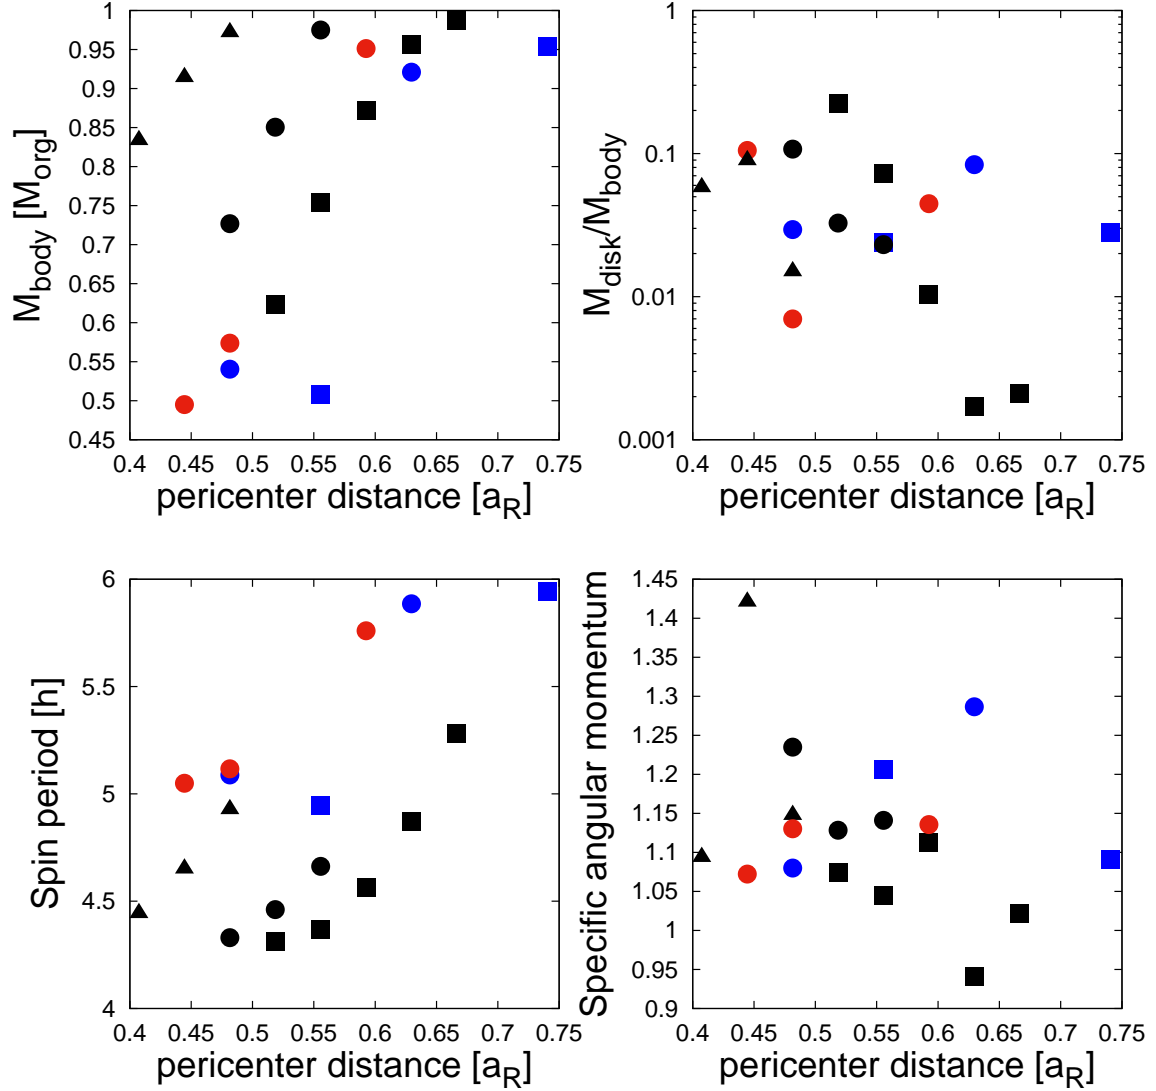 M_body [M_org]
1
0.95
0.9
0.85
0.8
0.75
0.7
0.65
0.6
0.55
0.5
0.45
0.4 0.45 0.5 0.55 0.6 0.65 0.7 0.75
pericenter distance [a_R]
M_disk/M_body
1
0.1
0.01
0.001
0.4 0.45 0.5 0.55 0.6 0.65 0.7 0.75
pericenter distance [a_R]
Spin period [h]
6
5.5
5
4.5
4
0.4 0.45 0.5 0.55 0.6 0.65 0.7 0.75
pericenter distance [a_R]
Specific angular momentum
1.45
1.4
1.35
1.3
1.25
1.2
1.15
1.1
1.05
1
0.95
0.9
0.4 0.45 0.5 0.55 0.6 0.65 0.7 0.75
pericenter distance [a_R]